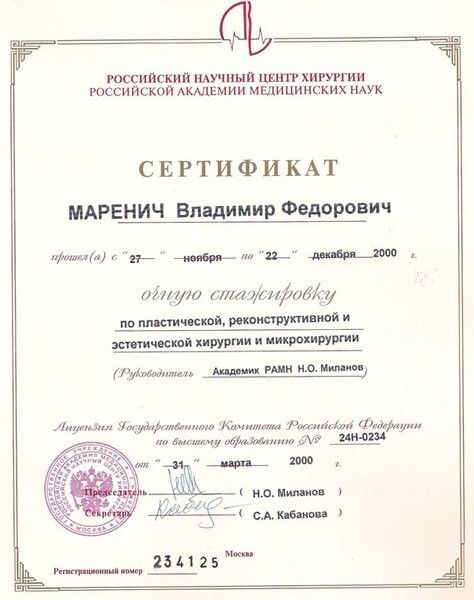 РОССИЙСКИЙ НАУЧНЫЙ ЦЕНТР ХИРУРГИИ
РОССИЙСКОЙ АКАДЕМИИ МЕДИЦИНСКИХ НАУК
СЕРТИФИКАТ
МАРЕНИЧ Владимир Федорович
прошел(а) с "27" ноября по "22" декабря 2000 г.
очную стажировку
по пластической, реконструктивной и
эстетической хирургии и микрохирургии
(Руководитель Академик РАМН Н.О. Миланов)
Лицензия Государственного Комитета Российской Федерации
по высшему образованию № 24Н-0234
от "31" марта 2000 г.
Председатель ( Н.О. Миланов )
Секретарь ( С.А. Кабанова )
Москва
Регистрационный номер 234125